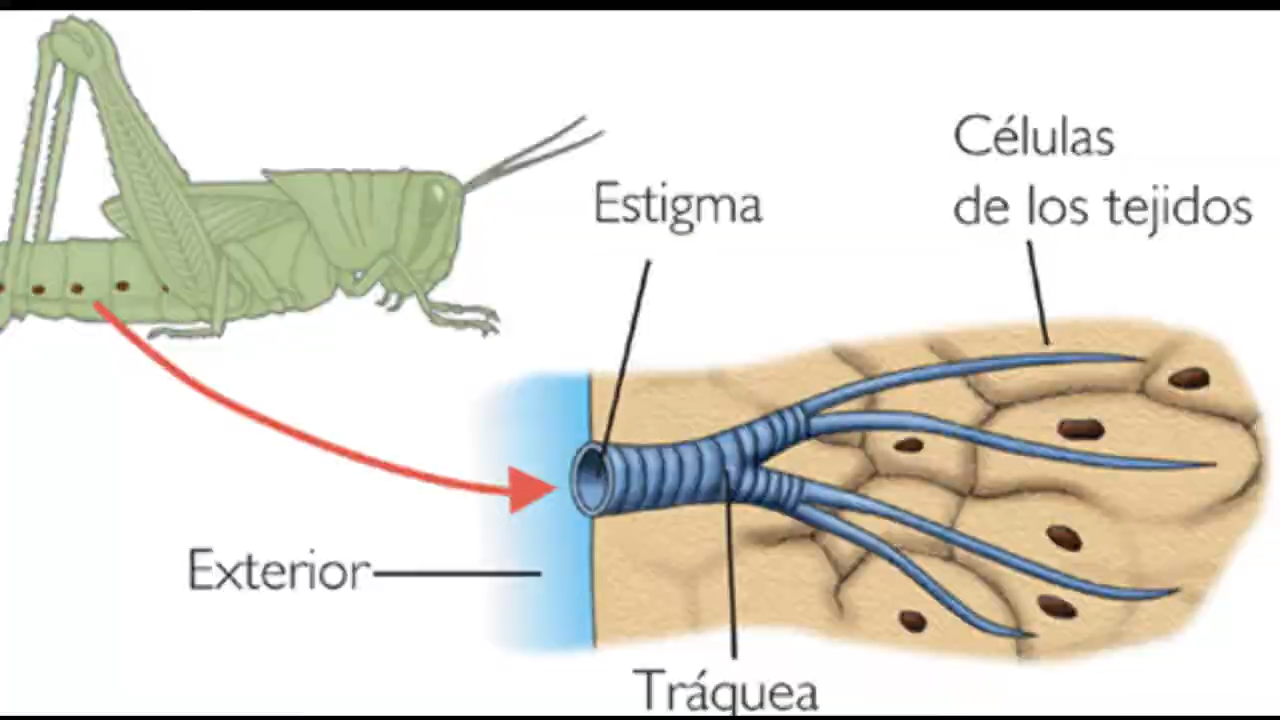 Células
de los tejidos
Estigma
Exterior
Tráquea